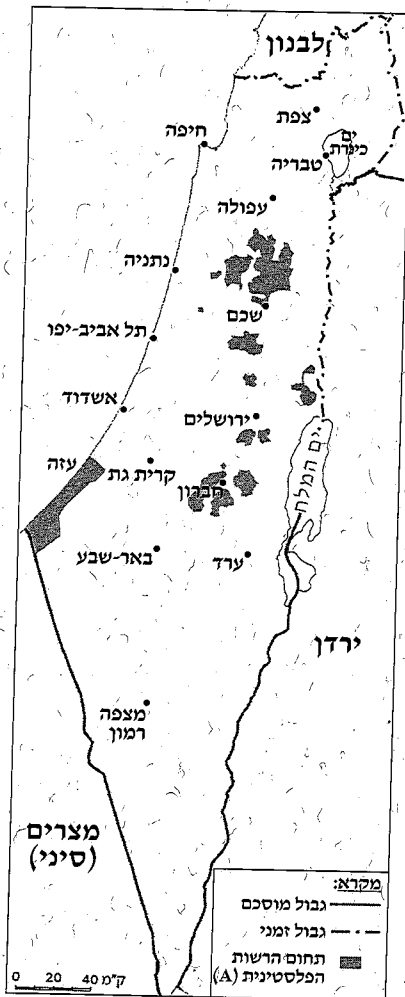 לבנון
צפת
חיפה
ים
כינרת
טבריה
עפולה
נתניה
שכם
תל אביב-יפו
אשדוד
ירושלים
ים המלח
עזה
קרית גת
חברון
באר-שבע
ערד
ירדן
מצפה
רמון
מצרים
(סיני)
מקרא:
גבול מוסכם
גבול זמני
תחום הרשות
הפלסטינית (A)
0 20 40 ק"מ